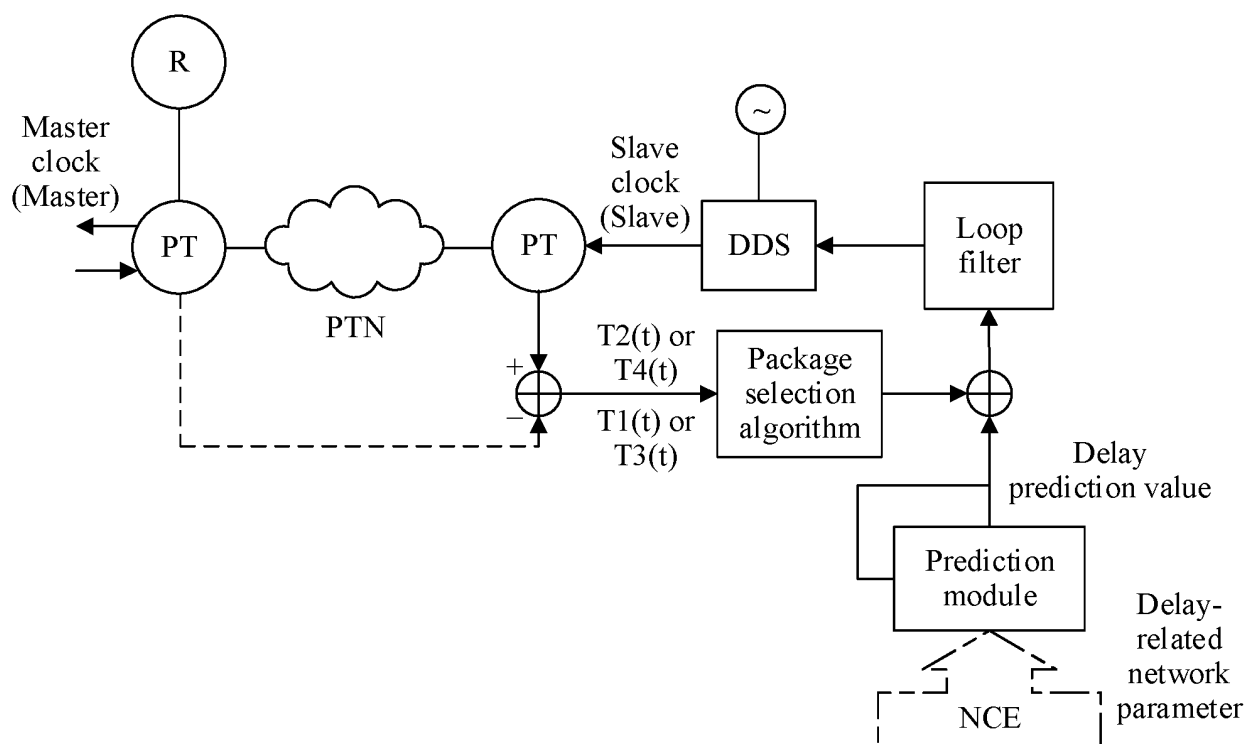 R
Master
clock
(Master)
PT
PTN
PT
Slave
clock
(Slave)
~
DDS
Loop
filter
+
−
T2(t) or
T4(t)
T1(t) or
T3(t)
Package
selection
algorithm
Delay
prediction value
Prediction
module
Delay-
related
network
parameter
NCE